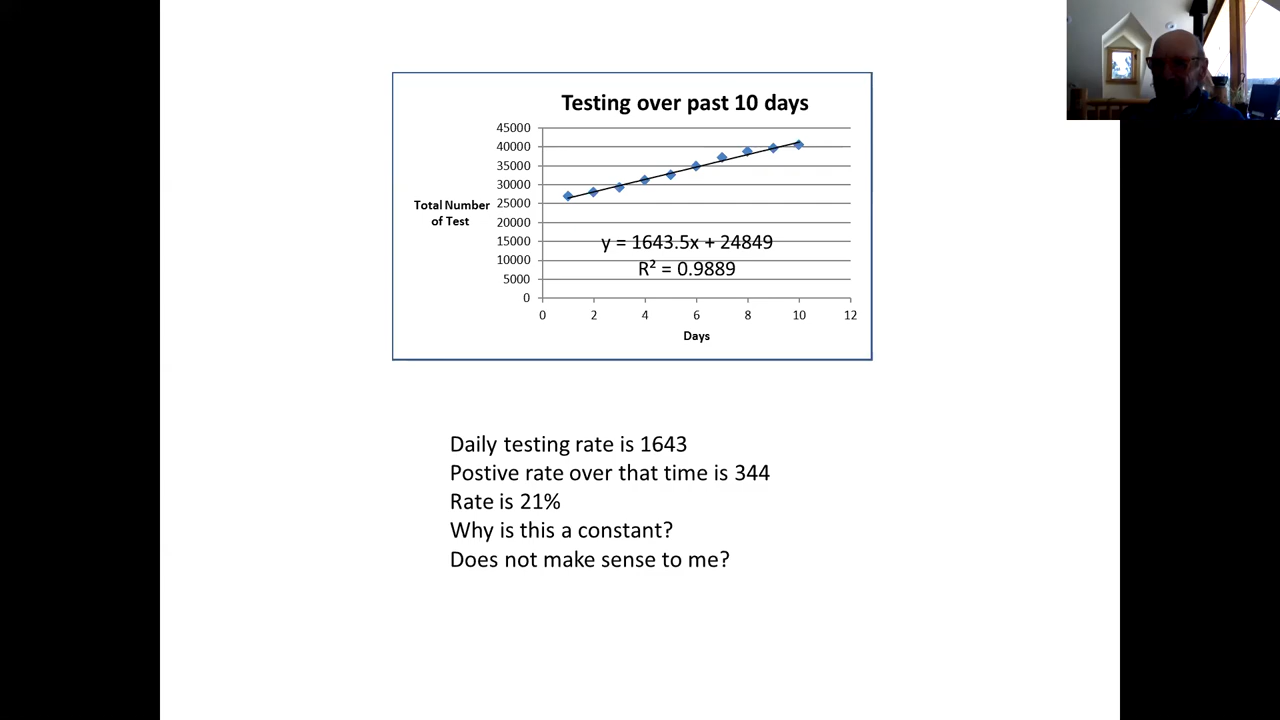 Testing over past 10 days
45000
40000
35000
30000
25000
20000
15000
10000
5000
0
Total Number
of Test
y = 1643.5x + 24849
R² = 0.9889
0 2 4 6 8 10 12
Days
Daily testing rate is 1643
Postive rate over that time is 344
Rate is 21%
Why is this a constant?
Does not make sense to me?